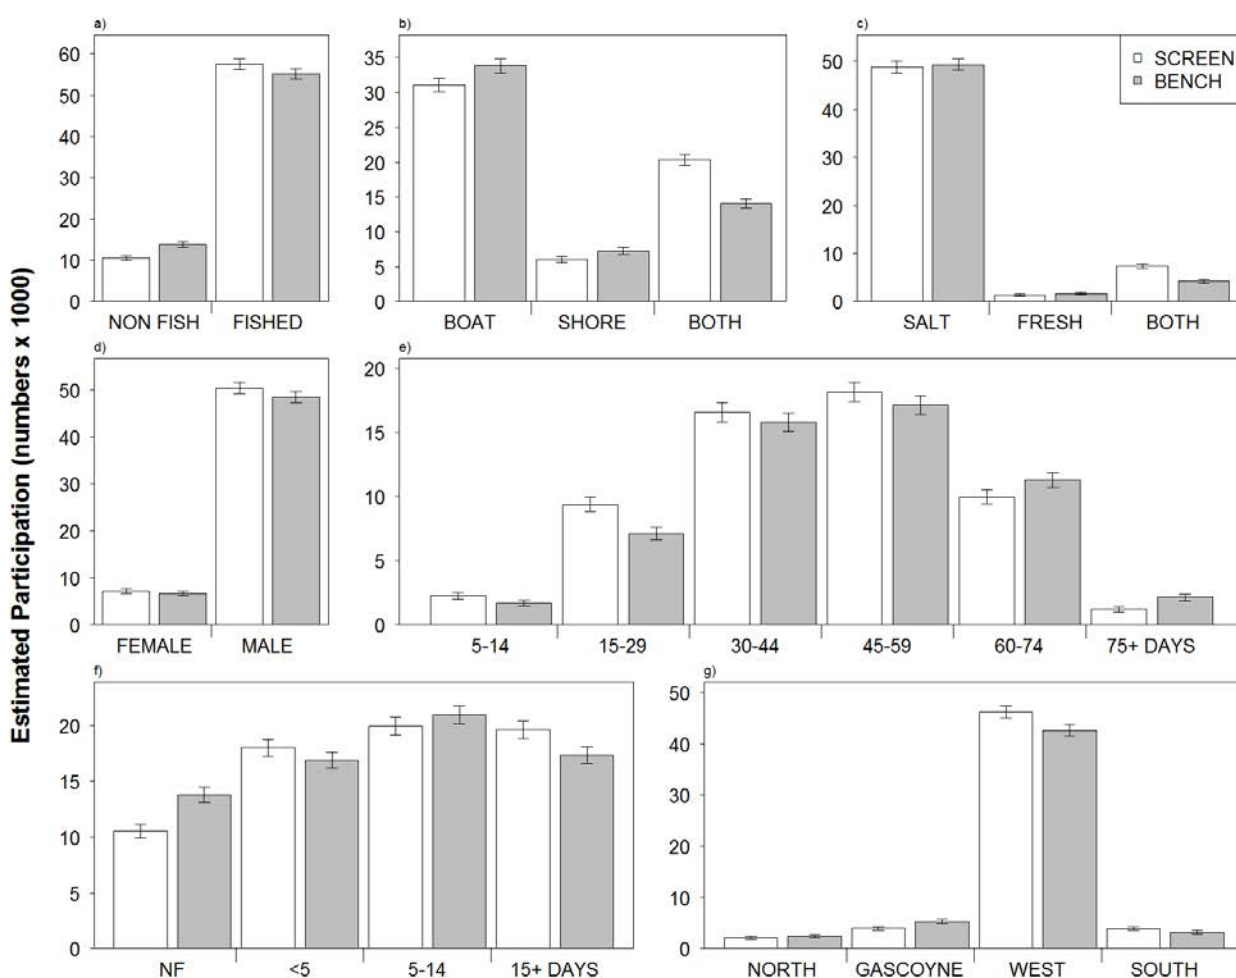 Estimated Participation (numbers x 1000)
a)
60
50
40
30
20
10
0
NON FISH FISHED
b)
35
30
25
20
15
10
5
0
BOAT SHORE BOTH
c)
50
40
30
20
10
0
SALT FRESH BOTH
SCREEN
BENCH
d)
50
40
30
20
10
0
FEMALE MALE
e)
20
15
10
5
0
5-14 15-29 30-44 45-59 60-74 75+ DAYS
f)
20
15
10
5
0
NF <5 5-14 15+ DAYS
g)
50
40
30
20
10
0
NORTH GASCOYNE WEST SOUTH